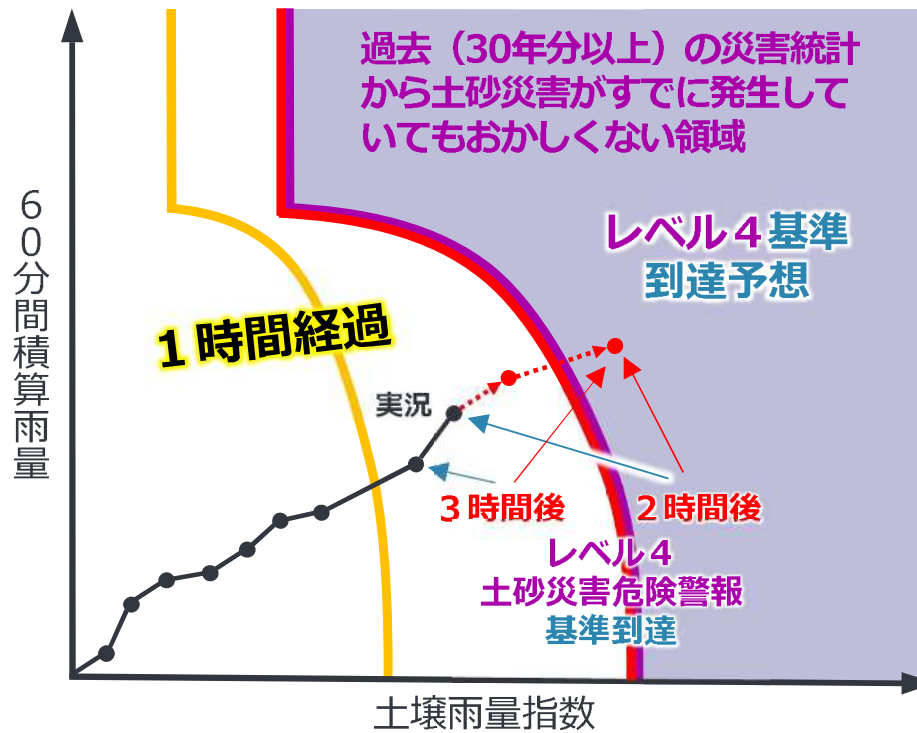 過去（30年分以上）の災害統計
から土砂災害がすでに発生して
いてもおかしくない領域
レベル４基準
到達予想
60分間積算雨量
１時間経過
実況
３時間後
２時間後
レベル４
土砂災害危険警報
基準到達
土壌雨量指数